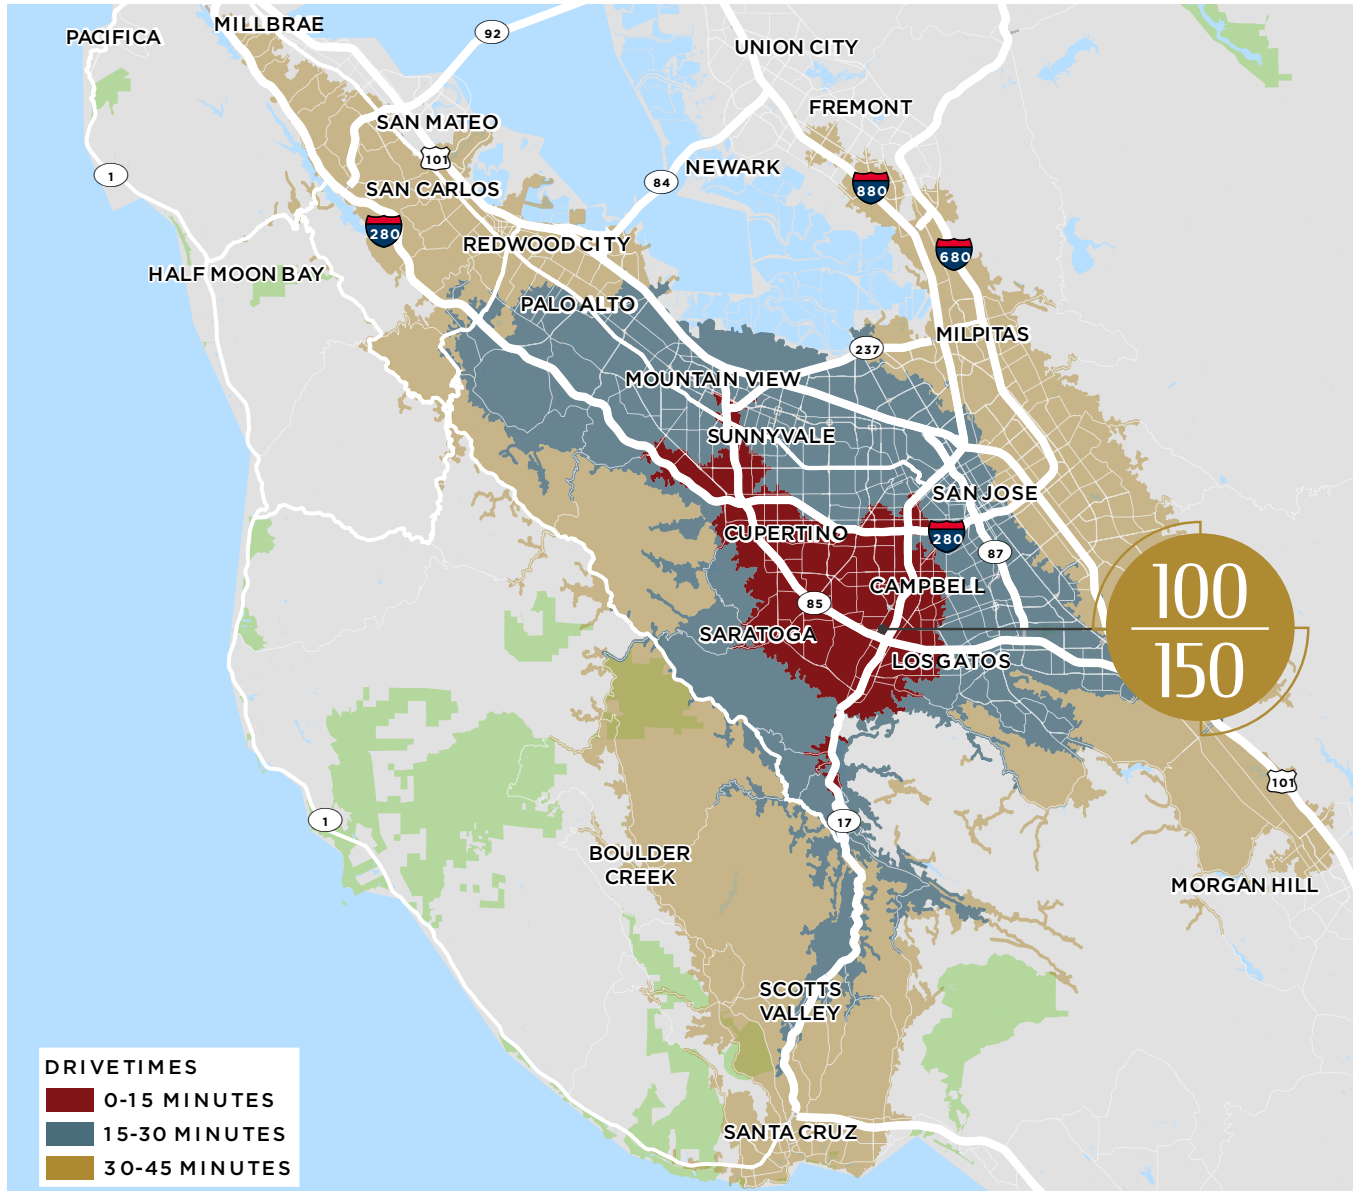 PACIFICA
MILLBRAE
92
UNION CITY
FREMONT
SAN MATEO
101
1
SAN CARLOS
84
NEWARK
880
280
REDWOOD CITY
680
HALF MOON BAY
PALO ALTO
237
MILPITAS
MOUNTAIN VIEW
SUNNYVALE
SAN JOSE
CUPERTINO
280
87
CAMPBELL
100
150
85
SARATOGA
LOS GATOS
101
1
17
BOULDER
CREEK
MORGAN HILL
SCOTTS
VALLEY
SANTA CRUZ
DRIVETIMES
0-15 MINUTES
15-30 MINUTES
30-45 MINUTES